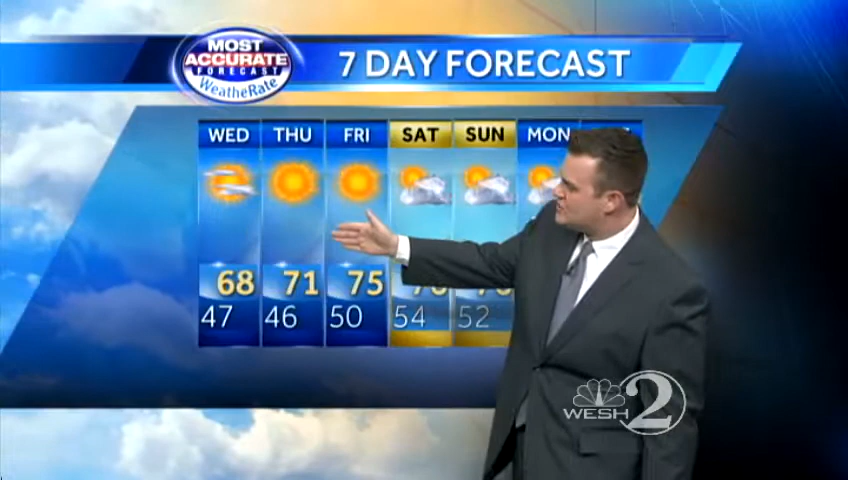 MOST
ACCURATE
FORECAST
WeatheRate
7 DAY FORECAST
WED THU FRI SAT SUN MON
68 71 75
47 46 50 54 52
WESH 2